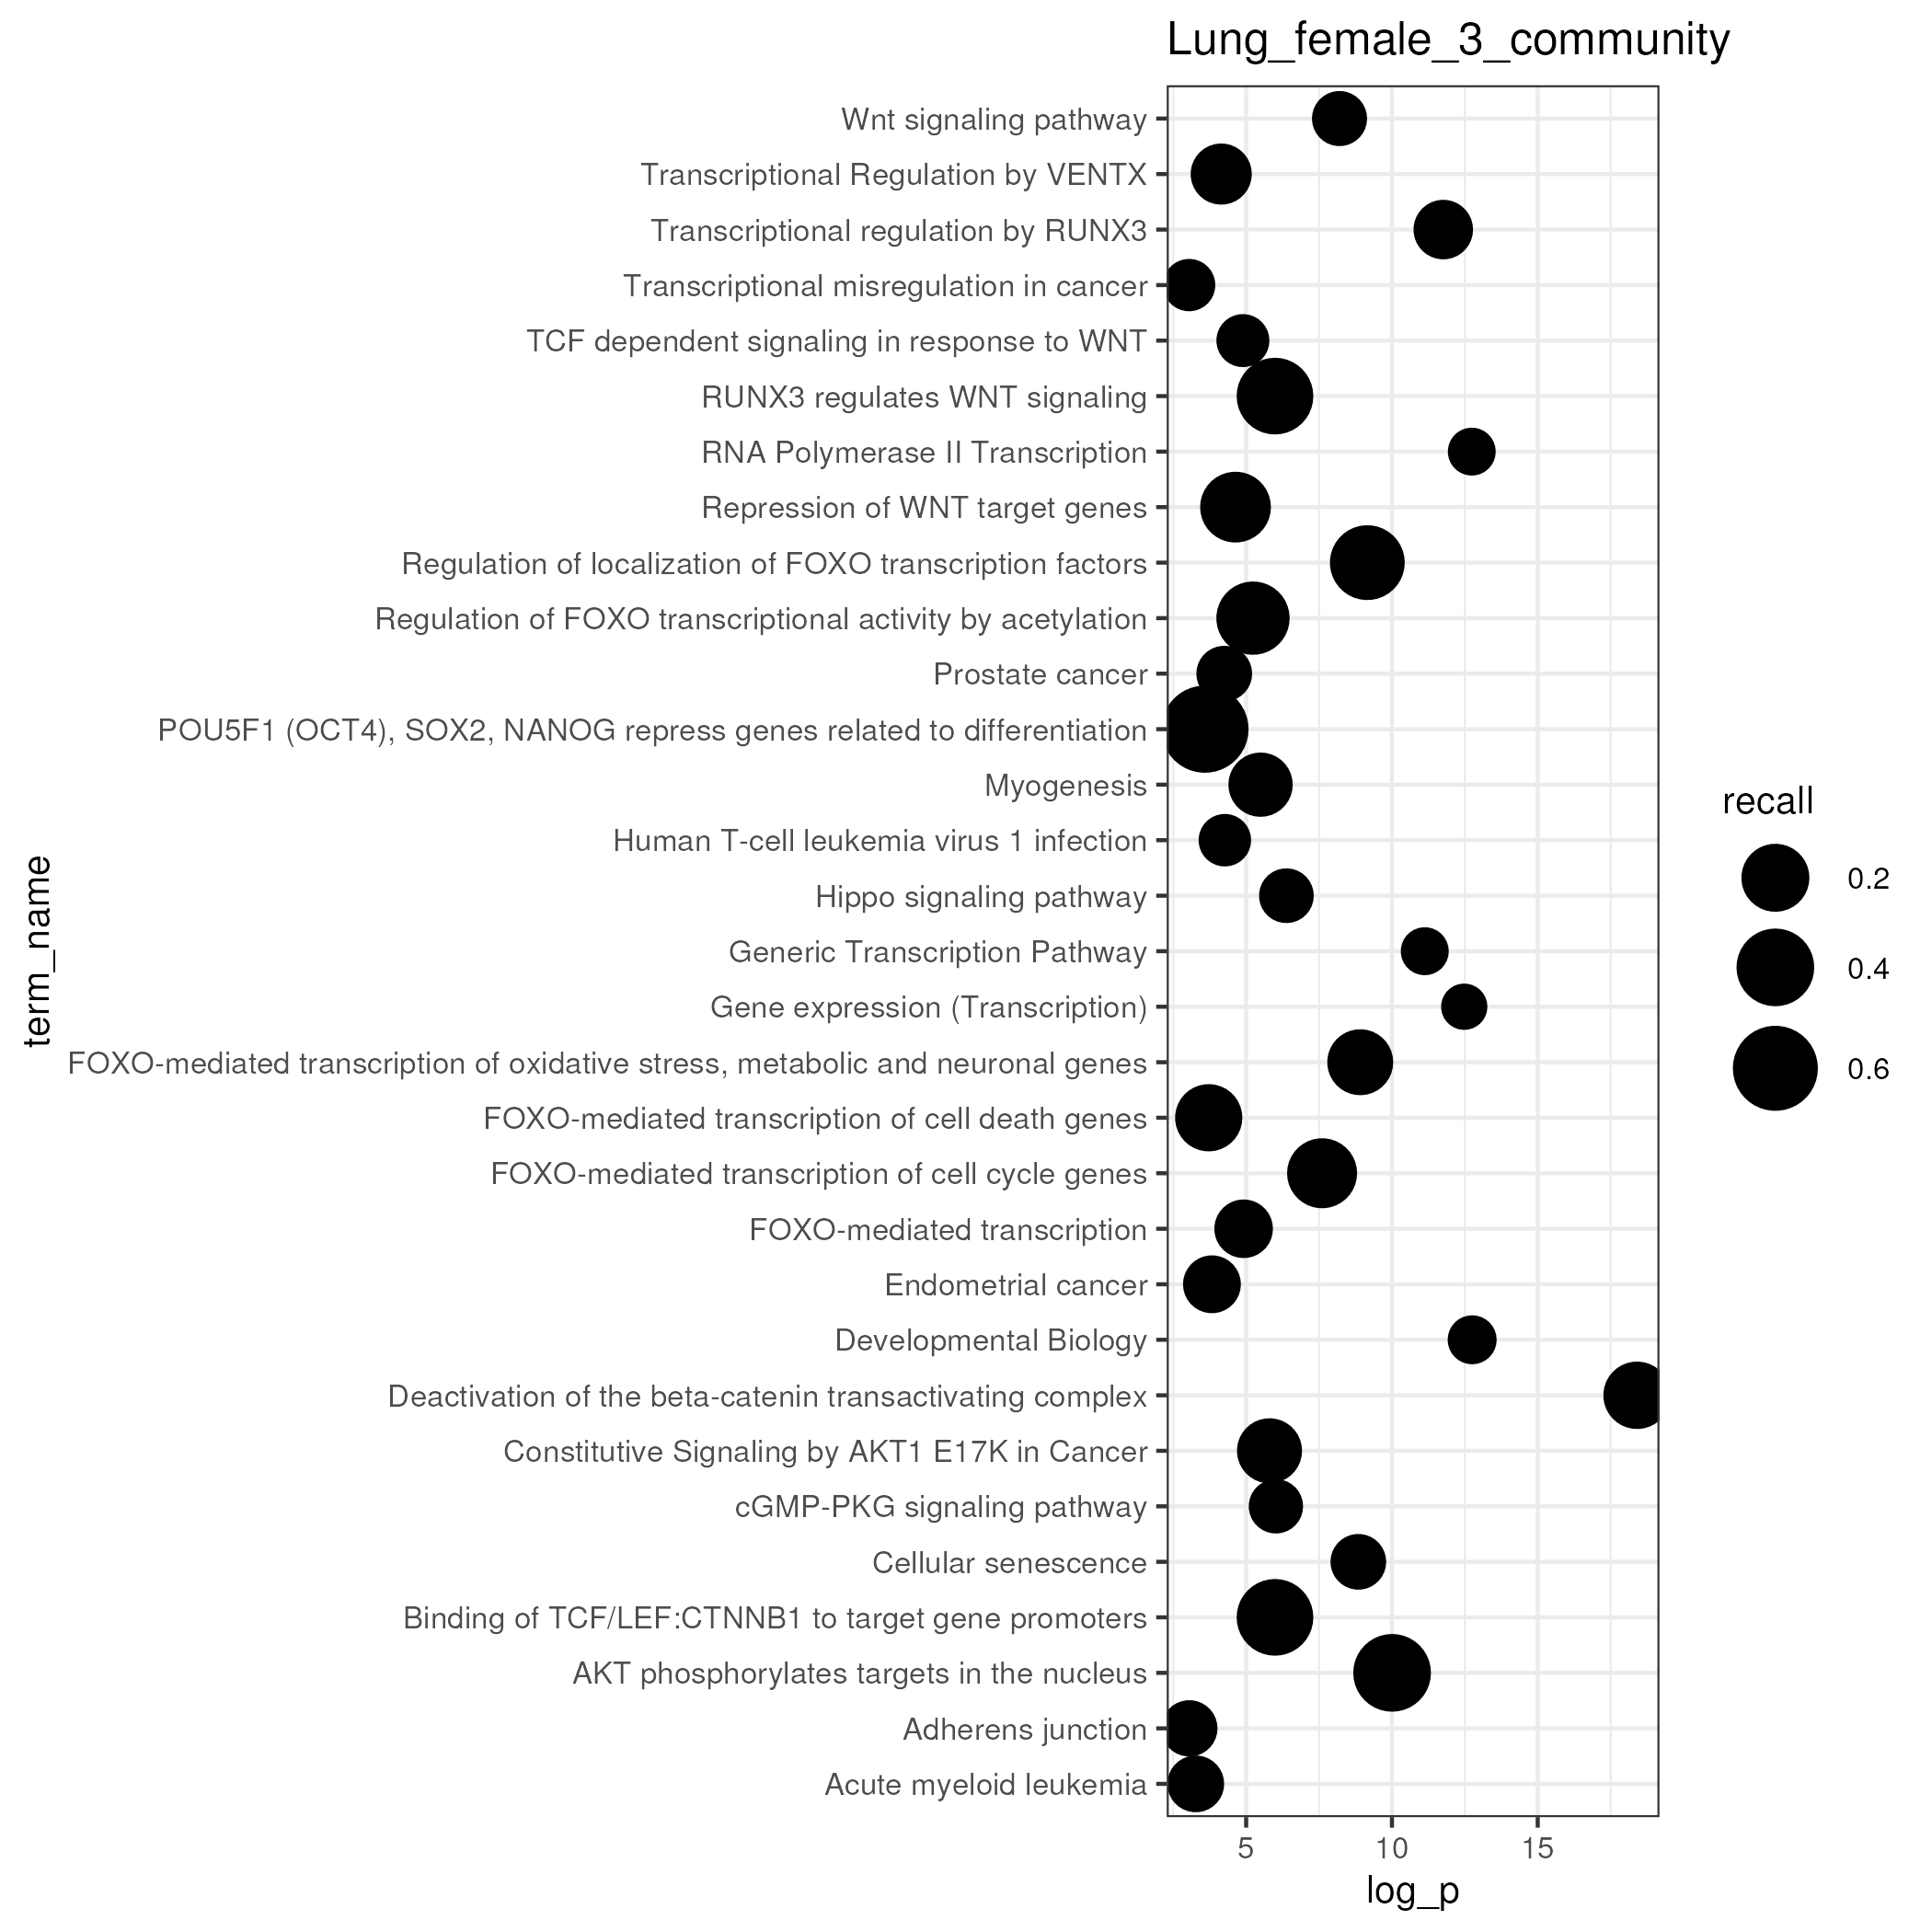 Lung_female_3_community
Wnt signaling pathway
Transcriptional Regulation by VENTX
Transcriptional regulation by RUNX3
Transcriptional misregulation in cancer
TCF dependent signaling in response to WNT
RUNX3 regulates WNT signaling
RNA Polymerase II Transcription
Repression of WNT target genes
Regulation of localization of FOXO transcription factors
Regulation of FOXO transcriptional activity by acetylation
Prostate cancer
POU5F1 (OCT4), SOX2, NANOG repress genes related to differentiation
Myogenesis
Human T-cell leukemia virus 1 infection
Hippo signaling pathway
Generic Transcription Pathway
Gene expression (Transcription)
FOXO-mediated transcription of oxidative stress, metabolic and neuronal genes
FOXO-mediated transcription of cell death genes
FOXO-mediated transcription of cell cycle genes
FOXO-mediated transcription
Endometrial cancer
Developmental Biology
Deactivation of the beta-catenin transactivating complex
Constitutive Signaling by AKT1 E17K in Cancer
cGMP-PKG signaling pathway
Cellular senescence
Binding of TCF/LEF:CTNNB1 to target gene promoters
AKT phosphorylates targets in the nucleus
Adherens junction
Acute myeloid leukemia
term_name
5 10 15
log_p
recall
0.2
0.4
0.6